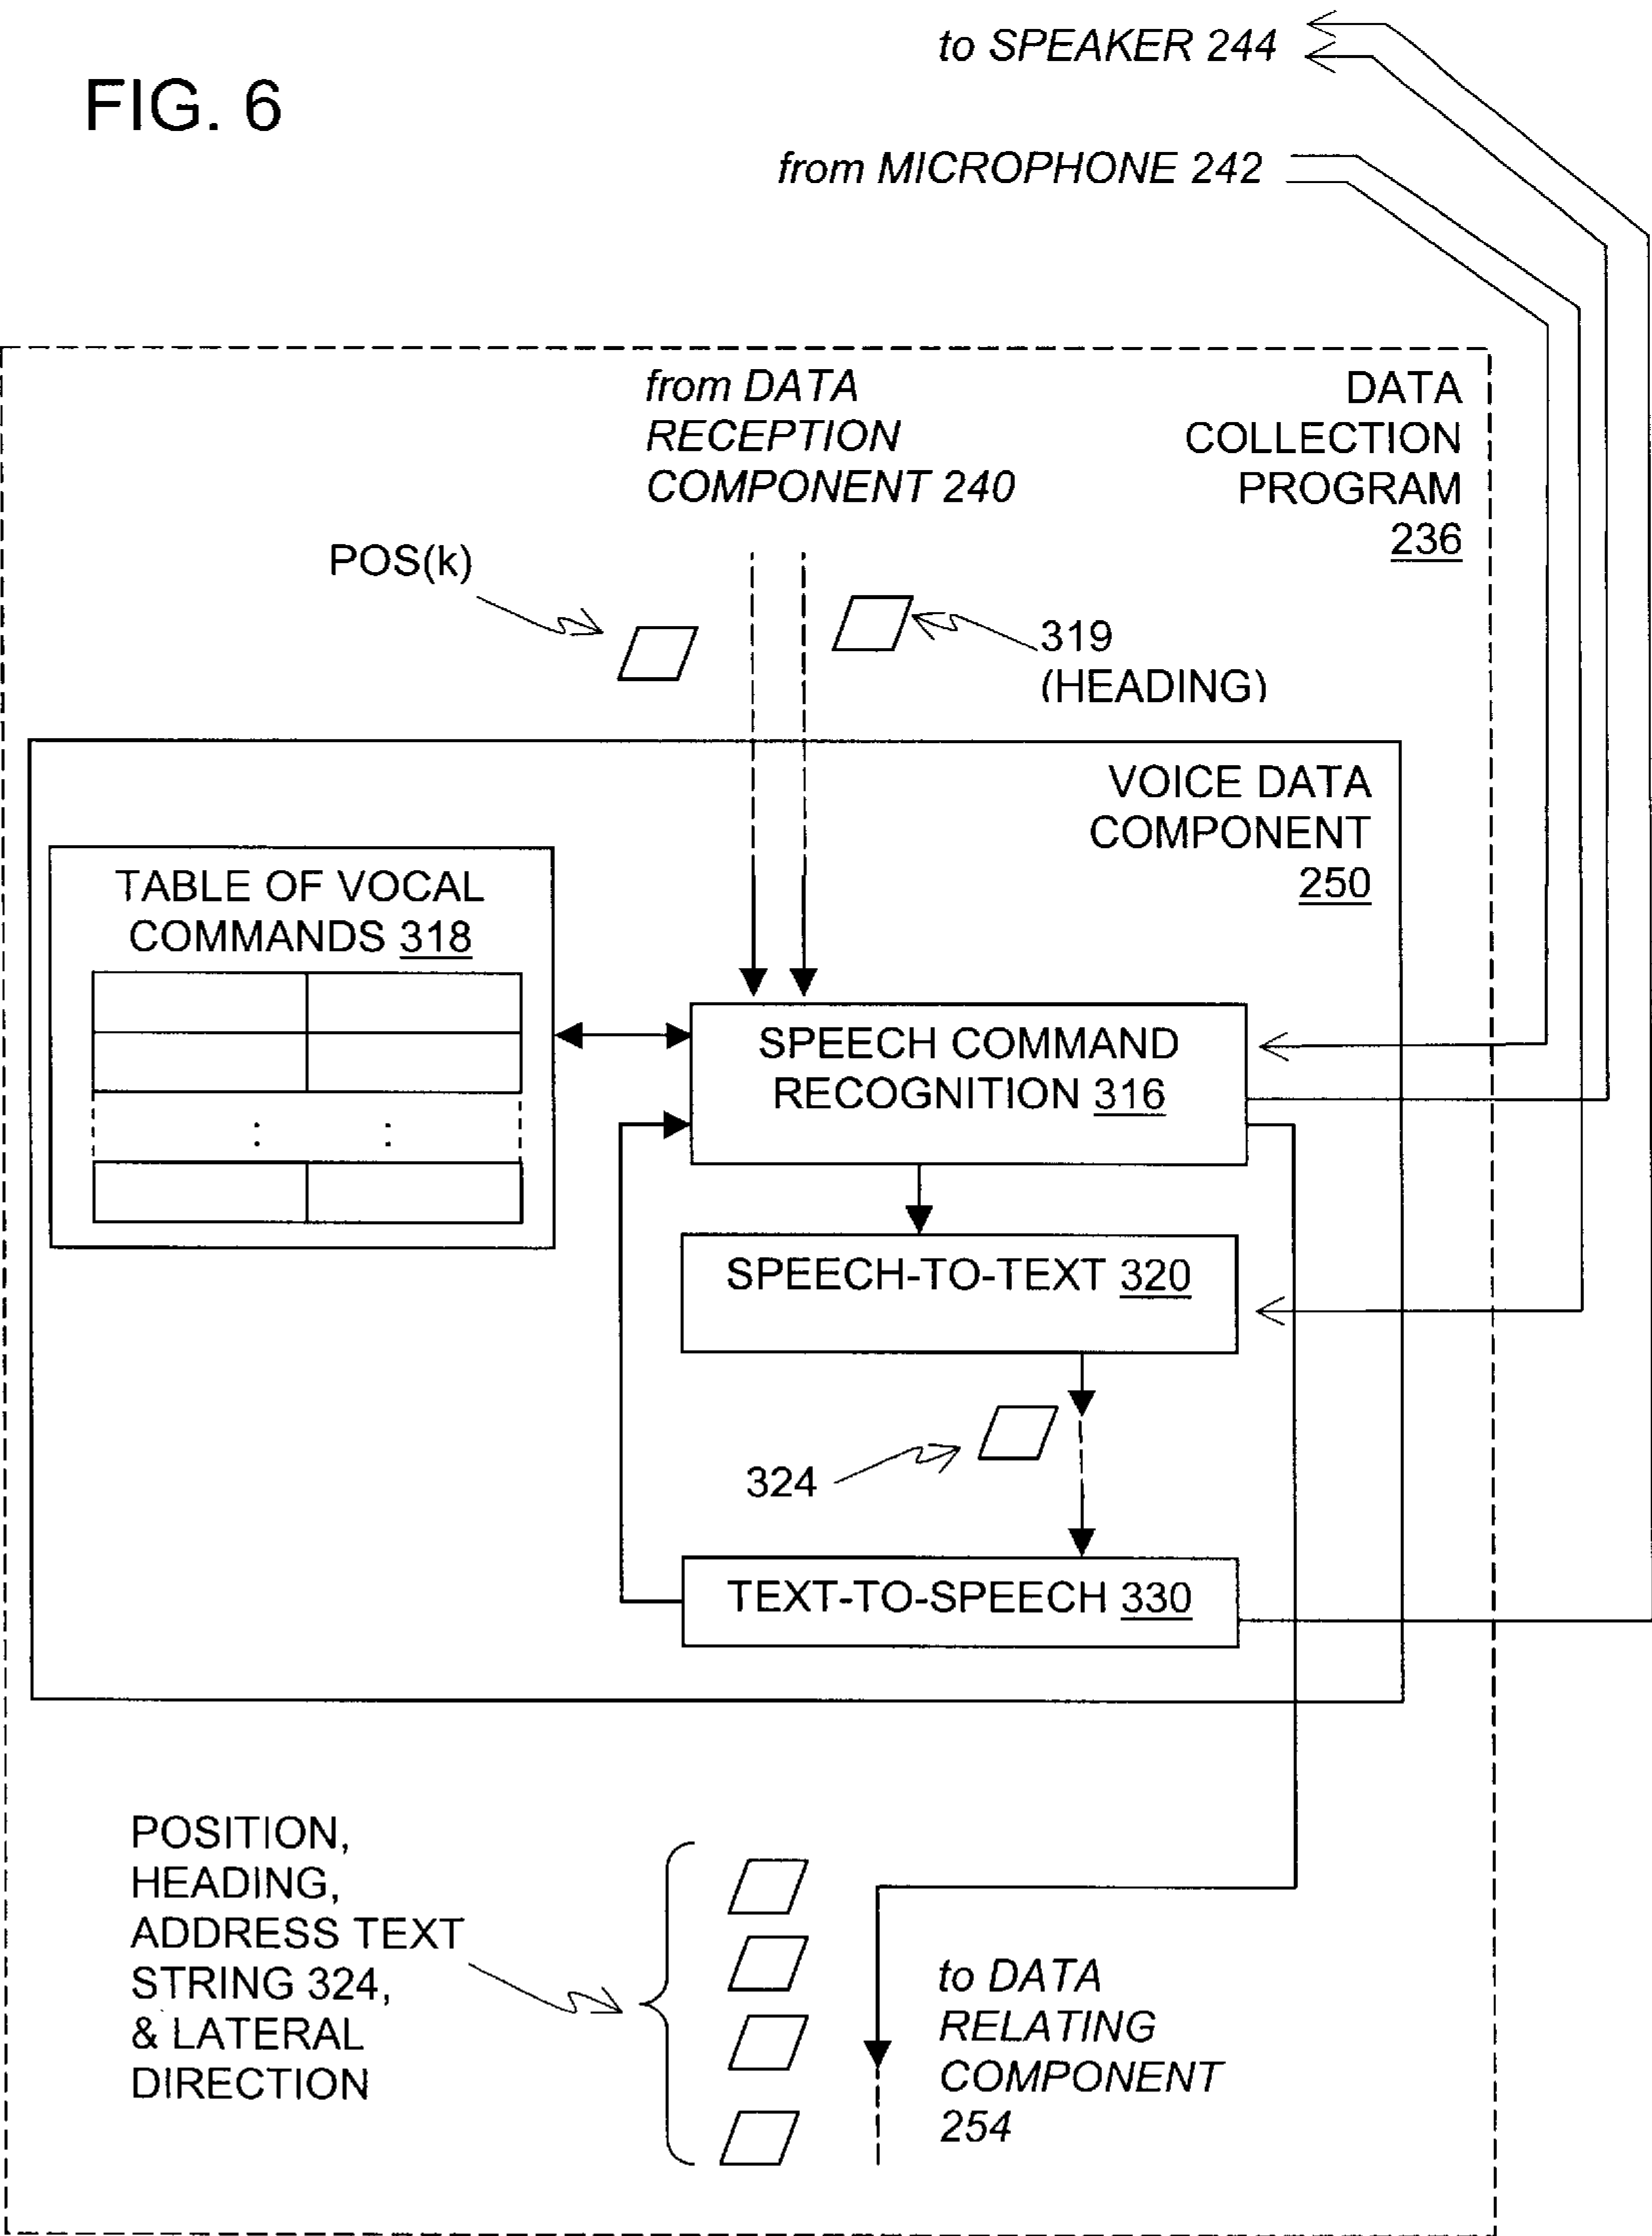 to SPEAKER 244
FIG. 6
from MICROPHONE 242
from DATA
RECEPTION
COMPONENT 240
DATA
COLLECTION
PROGRAM
236
POS(k)
319
(HEADING)
VOICE DATA
COMPONENT
250
TABLE OF VOCAL
COMMANDS 318
: :
SPEECH COMMAND
RECOGNITION 316
SPEECH-TO-TEXT 320
324
TEXT-TO-SPEECH 330
POSITION,
HEADING,
ADDRESS TEXT
STRING 324,
& LATERAL
DIRECTION
to DATA
RELATING
COMPONENT
254